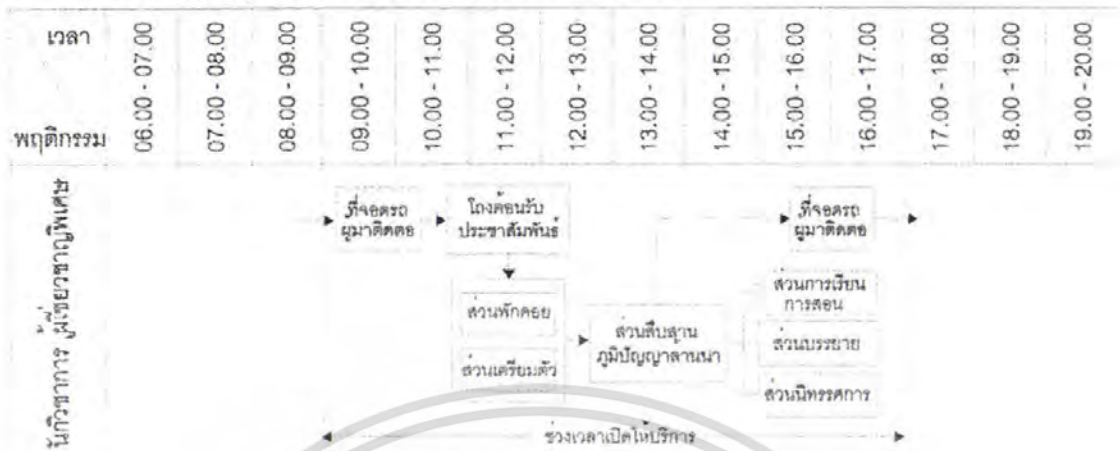 เวลา
06.00 - 07.00
07.00 - 08.00
08.00 - 09.00
09.00 - 10.00
10.00 - 11.00
11.00 - 12.00
12.00 - 13.00
13.00 - 14.00
14.00 - 15.00
15.00 - 16.00
16.00 - 17.00
17.00 - 18.00
18.00 - 19.00
19.00 - 20.00
พฤติกรรม
นักวิชาการ ผู้เชี่ยวชาญพิเศษ
ที่จอดรถ
ผู้มาติดต่อ
โถงต้อนรับ
ประชาสัมพันธ์
ที่จอดรถ
ผู้มาติดต่อ
ส่วนพักคอย
ส่วนเตรียมตัว
ส่วนสืบสาน
ภูมิปัญญาลานนา
ส่วนการเรียน
การสอน
ส่วนบรรยาย
ส่วนนิทรรศการ
ช่วงเวลาเปิดให้บริการ